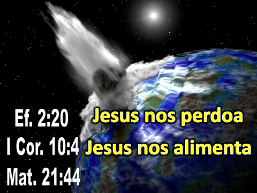 Ef. 2:20
Jesus nos perdoa
I Cor. 10:4
Jesus nos alimenta
Mat. 21:44